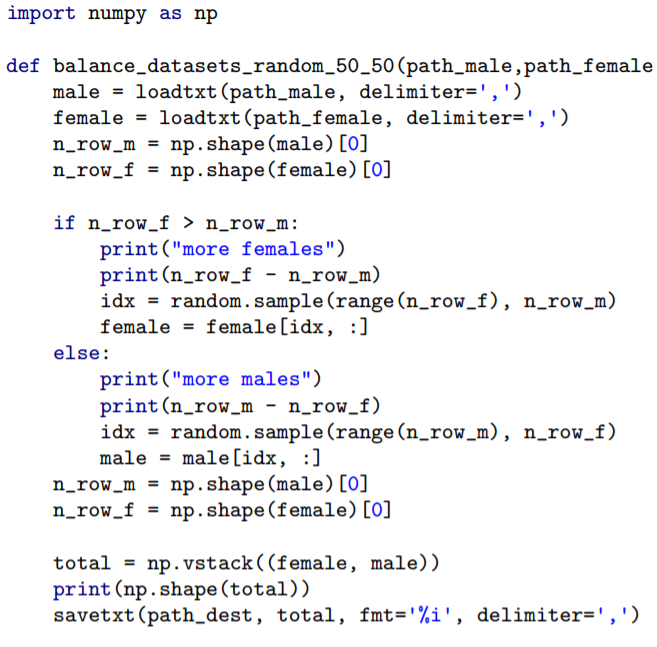 import numpy as np

def balance_datasets_random_50_50(path_male,path_female
    male = loadtxt(path_male, delimiter=',')
    female = loadtxt(path_female, delimiter=',')
    n_row_m = np.shape(male)[0]
    n_row_f = np.shape(female)[0]

    if n_row_f > n_row_m:
        print("more females")
        print(n_row_f - n_row_m)
        idx = random.sample(range(n_row_f), n_row_m)
        female = female[idx, :]
    else:
        print("more males")
        print(n_row_m - n_row_f)
        idx = random.sample(range(n_row_m), n_row_f)
        male = male[idx, :]
    n_row_m = np.shape(male)[0]
    n_row_f = np.shape(female)[0]

    total = np.vstack((female, male))
    print(np.shape(total))
    savetxt(path_dest, total, fmt='%i', delimiter=',')